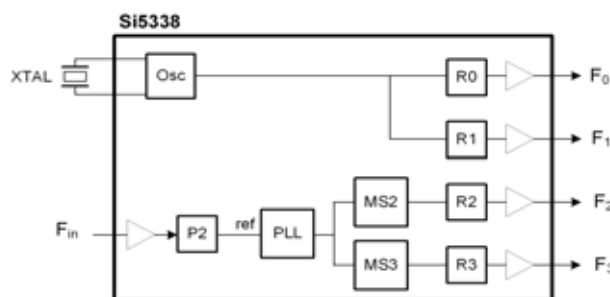 Si5338
XTAL
Osc
R0
F0
R1
F1
Fin
P2
ref
PLL
MS2
R2
F2
MS3
R3
F3